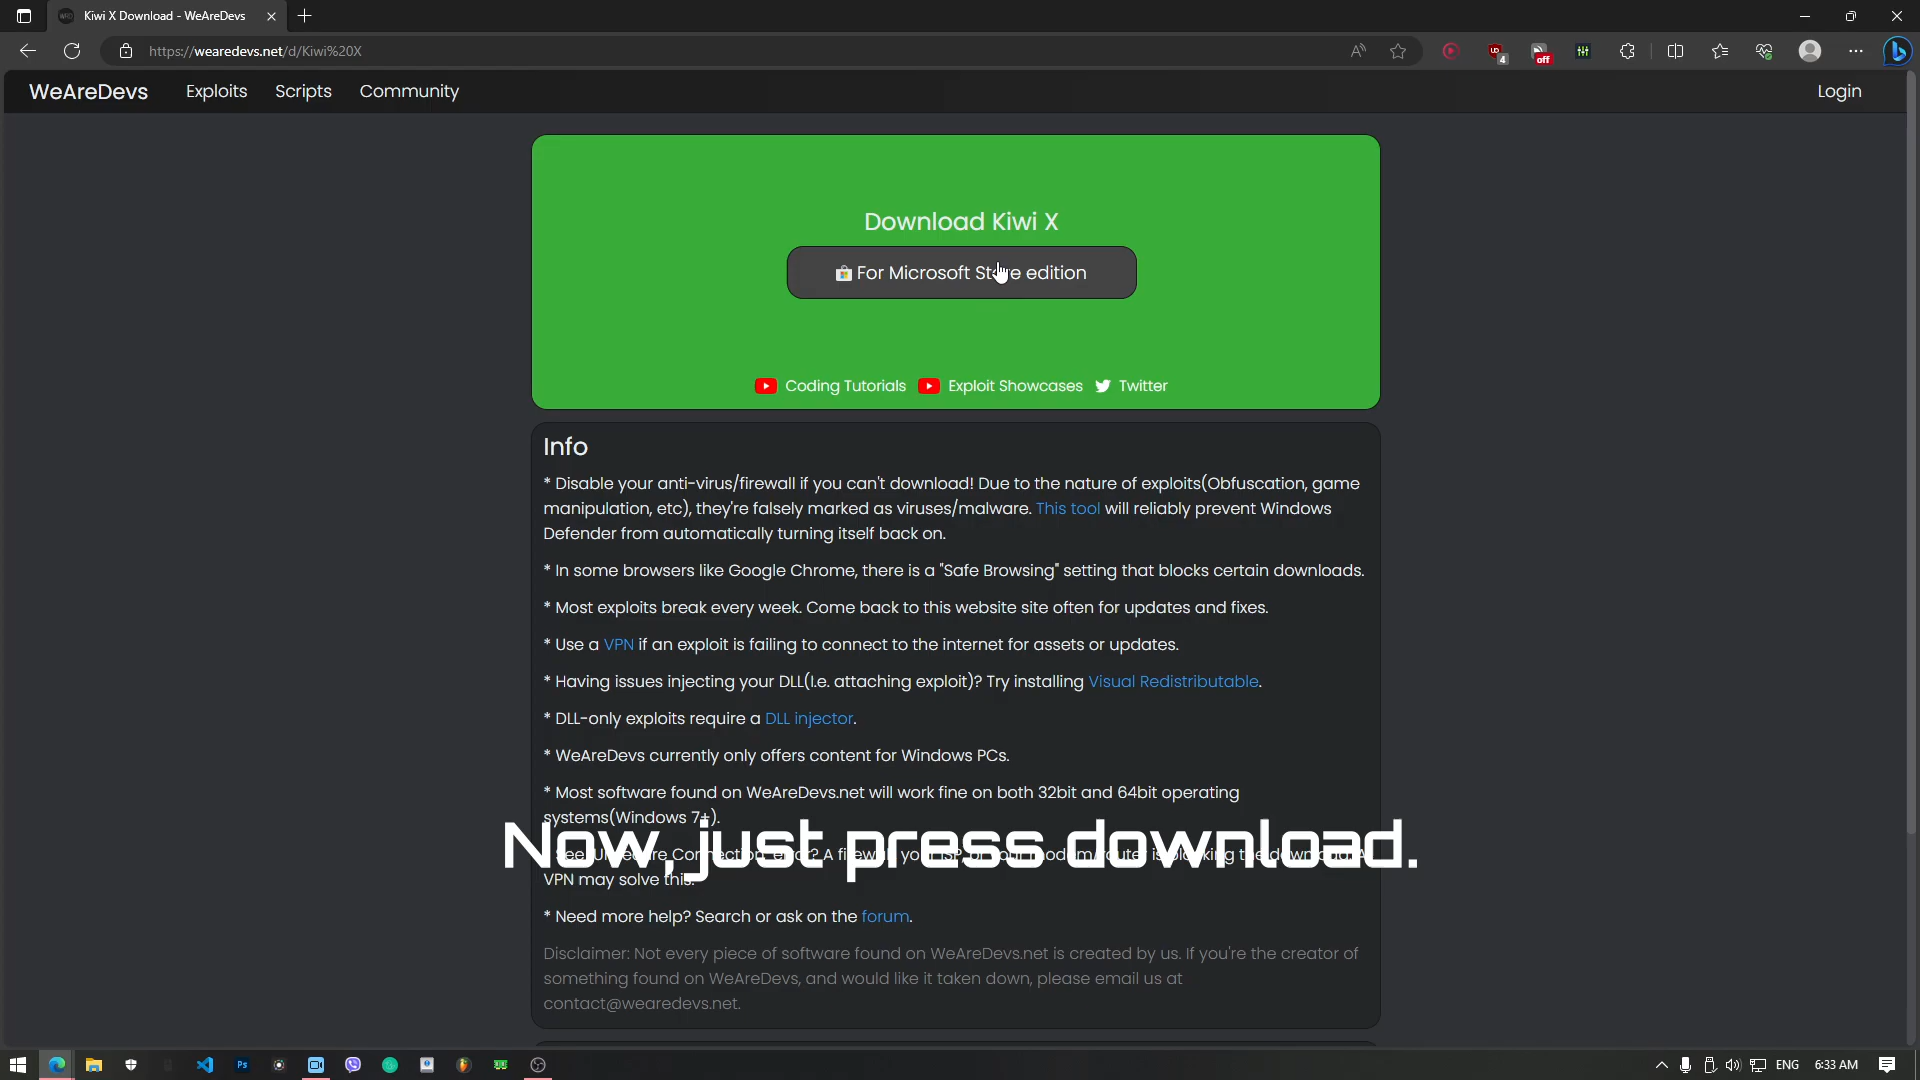 Kiwi X Download - WeAreDevs
https://wearedevs.net/d/Kiwi%20X
4
off
WeAreDevs
Exploits
Scripts
Community
Login
Download Kiwi X
For Microsoft Store edition
Coding Tutorials
Exploit Showcases
Twitter
Info
* Disable your anti-virus/firewall if you can't download! Due to the nature of exploits(Obfuscation, game
manipulation, etc), they're falsely marked as viruses/malware. This tool will reliably prevent Windows
Defender from automatically turning itself back on.
* In some browsers like Google Chrome, there is a "Safe Browsing" setting that blocks certain downloads.
* Most exploits break every week. Come back to this website site often for updates and fixes.
* Use a VPN if an exploit is failing to connect to the internet for assets or updates.
* Having issues injecting your DLL(I.e. attaching exploit)? Try installing Visual Redistributable.
* DLL-only exploits require a DLL injector.
* WeAreDevs currently only offers content for Windows PCs.
* Most software found on WeAreDevs.net will work fine on both 32bit and 64bit operating
systems(Windows 7+).
Now, just press download.
VPN may solve this.
* Need more help? Search or ask on the forum.
Disclaimer: Not every piece of software found on WeAreDevs.net is created by us. If you're the creator of
something found on WeAreDevs, and would like it taken down, please email us at
contact@wearedevs.net.
Ps
ENG
6:33 AM